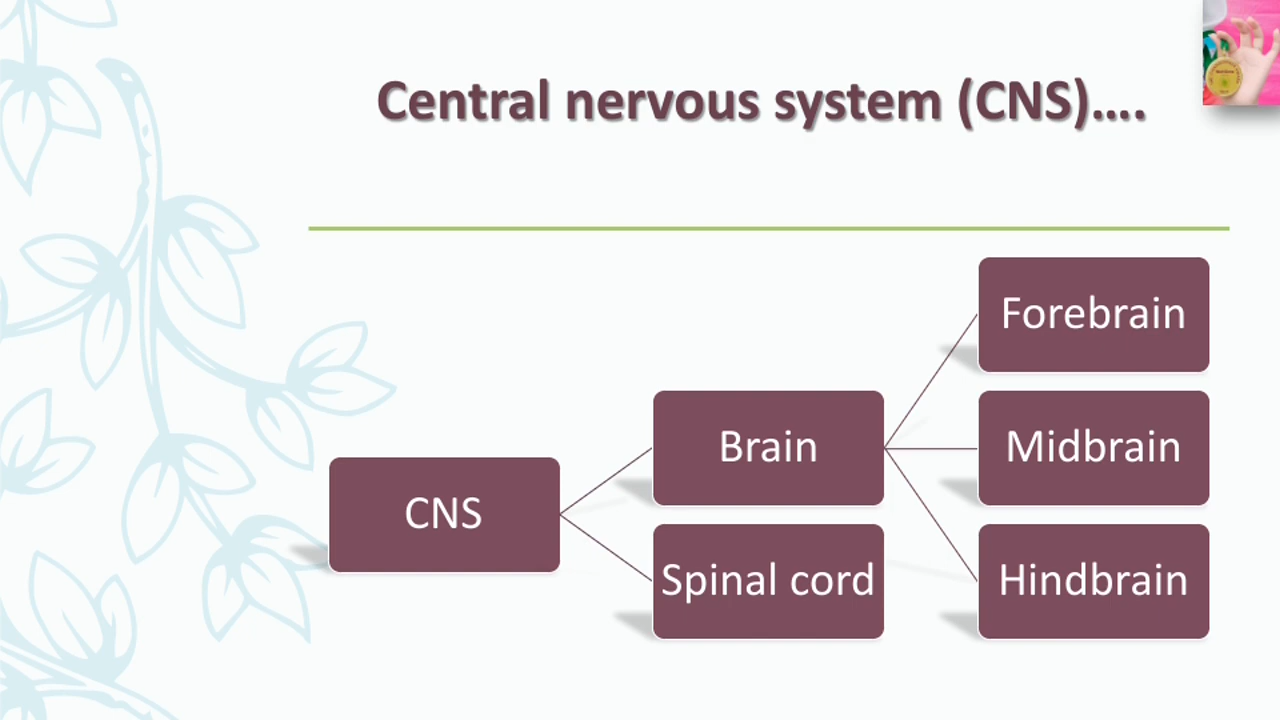 Central nervous system (CNS)....
Forebrain
Brain
Midbrain
CNS
Spinal cord
Hindbrain